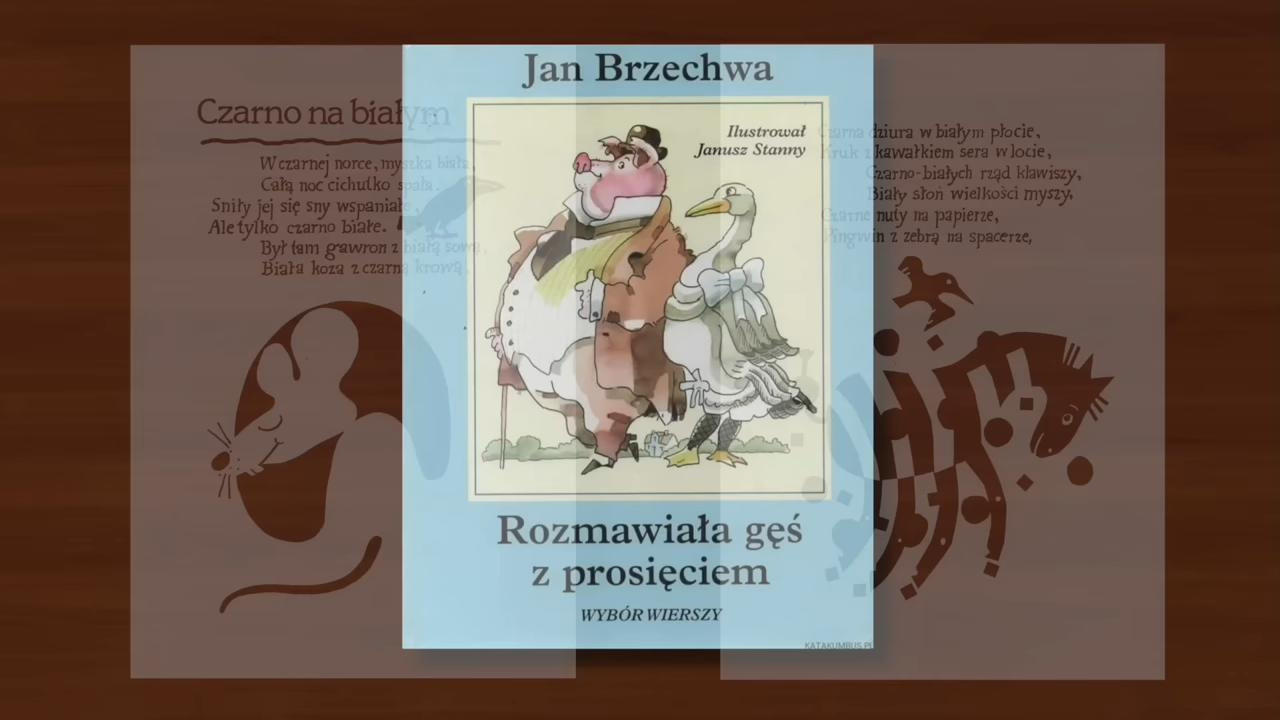 Jan Brzechwa
Ilustrował
Janusz Stanny
Rozmawiała gęś
z prosięciem
WYBÓR WIERSZY
KATAKUMBUS.PL
Czarno na białym
W czarnej norce, myszka biała,
Całą noc cichutko spała.
Sniły jej się sny wspaniałe,
Ale tylko czarno białe.
Był tam gawron z białą sową,
Biała koza z czarną krową,
Czarna dziura w białym płocie,
Kruk z kawałkiem sera w locie,
Czarno-białych rząd klawiszy,
Biały słoń wielkości myszy,
Czarne nuty na papierze,
Pingwin z zebrą na spacerze,